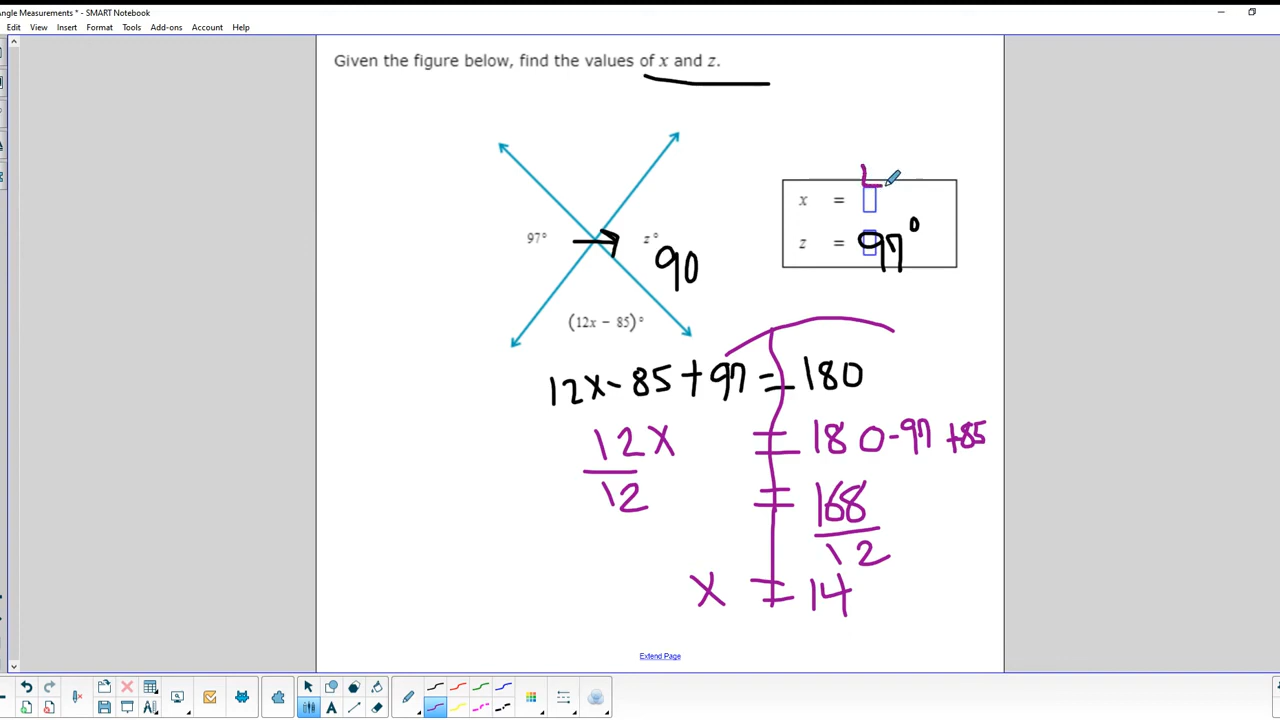 Angle Measurements * - SMART Notebook
Edit View Insert Format Tools Add-ons Account Help
Given the figure below, find the values of x and z.
97°
z°
90
(12x − 85)°
x =
z = 97°
12x - 85 + 97 = 180
12x = 180 - 97 + 85
12 = 168
12
x = 14
Extend Page